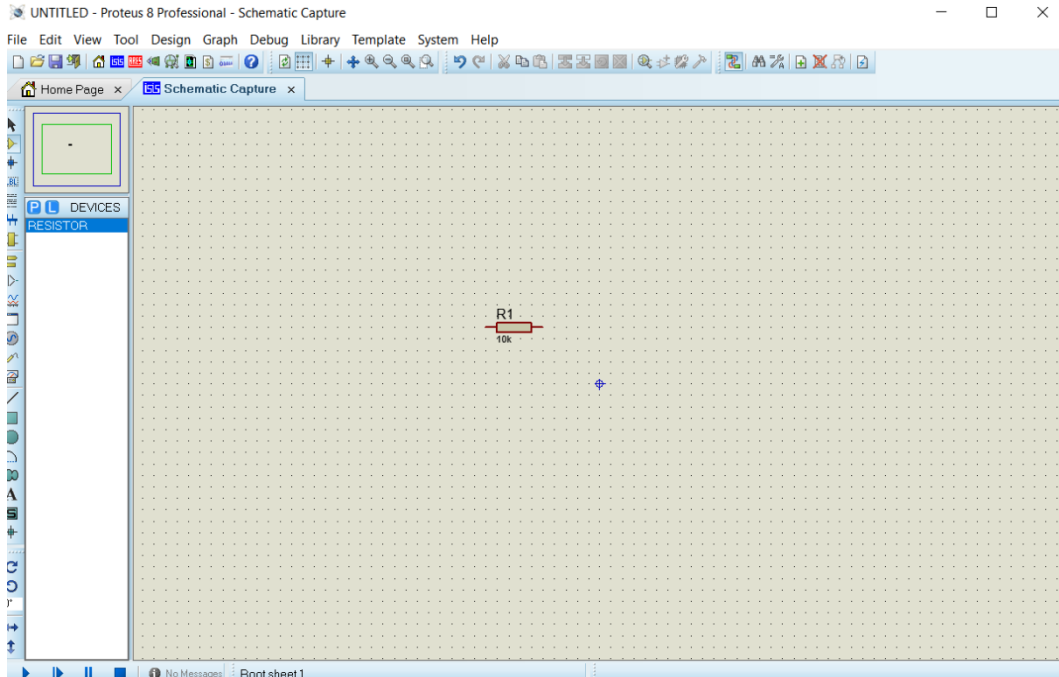 UNTITLED - Proteus 8 Professional - Schematic Capture
File Edit View Tool Design Graph Debug Library Template System Help
Home Page
Schematic Capture
P L DEVICES
RESISTOR
R1
10k
No Messages
Root sheet 1